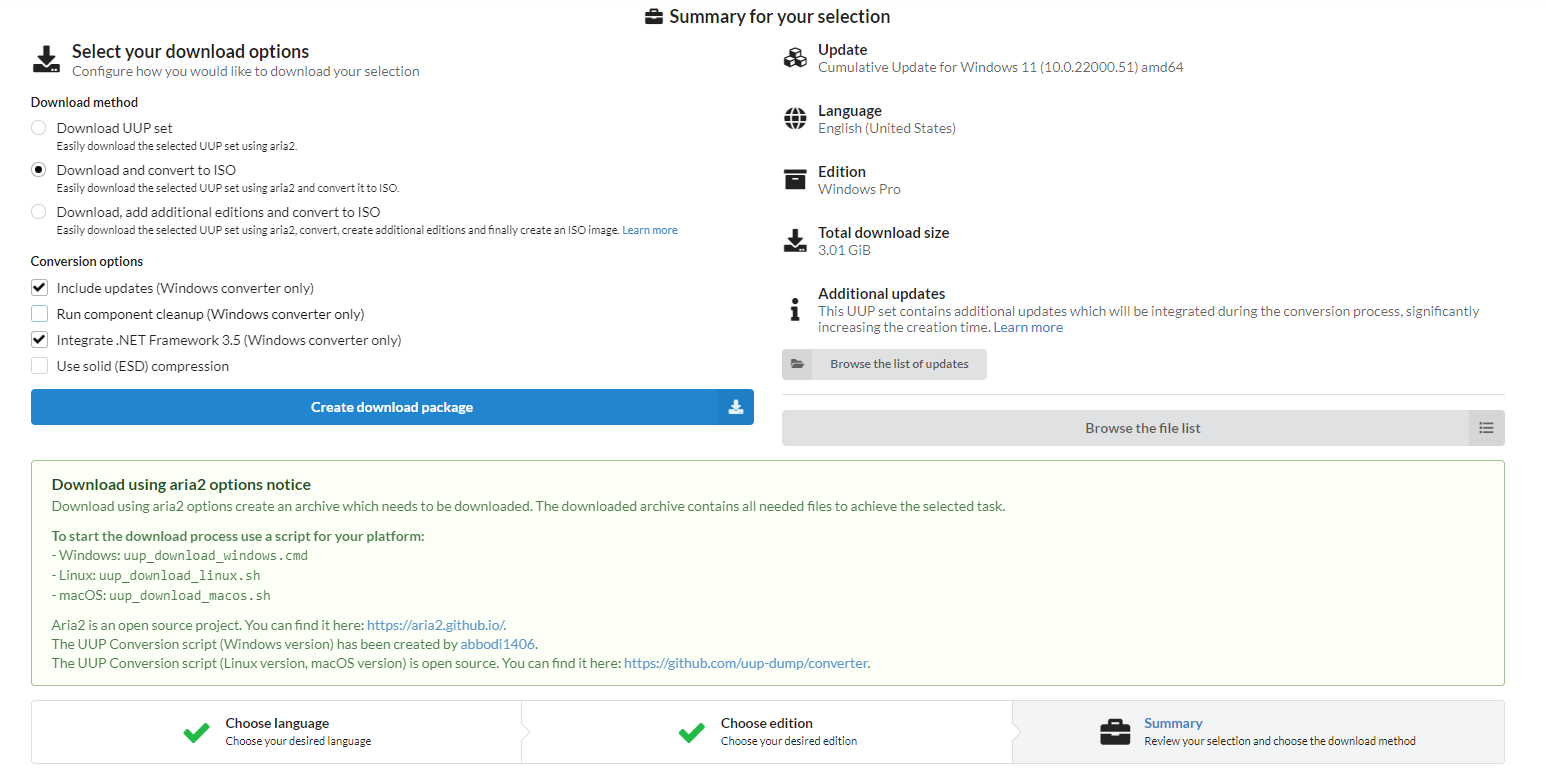 Summary for your selection
Select your download options
Configure how you would like to download your selection
Download method
Download UUP set
Easily download the selected UUP set using aria2.
Download and convert to ISO
Easily download the selected UUP set using aria2 and convert it to ISO.
Download, add additional editions and convert to ISO
Easily download the selected UUP set using aria2, convert, create additional editions and finally create an ISO image. Learn more
Conversion options
Include updates (Windows converter only)
Run component cleanup (Windows converter only)
Integrate .NET Framework 3.5 (Windows converter only)
Use solid (ESD) compression
Create download package
Update
Cumulative Update for Windows 11 (10.0.22000.51) amd64
Language
English (United States)
Edition
Windows Pro
Total download size
3.01 GiB
Additional updates
This UUP set contains additional updates which will be integrated during the conversion process, significantly
increasing the creation time. Learn more
Browse the list of updates
Browse the file list
Download using aria2 options notice
Download using aria2 options create an archive which needs to be downloaded. The downloaded archive contains all needed files to achieve the selected task.
To start the download process use a script for your platform:
- Windows: uup_download_windows.cmd
- Linux: uup_download_linux.sh
- macOS: uup_download_macos.sh
Aria2 is an open source project. You can find it here: https://aria2.github.io/.
The UUP Conversion script (Windows version) has been created by abbodi1406.
The UUP Conversion script (Linux version, macOS version) is open source. You can find it here: https://github.com/uup-dump/converter.
Choose language
Choose your desired language
Choose edition
Choose your desired edition
Summary
Review your selection and choose the download method